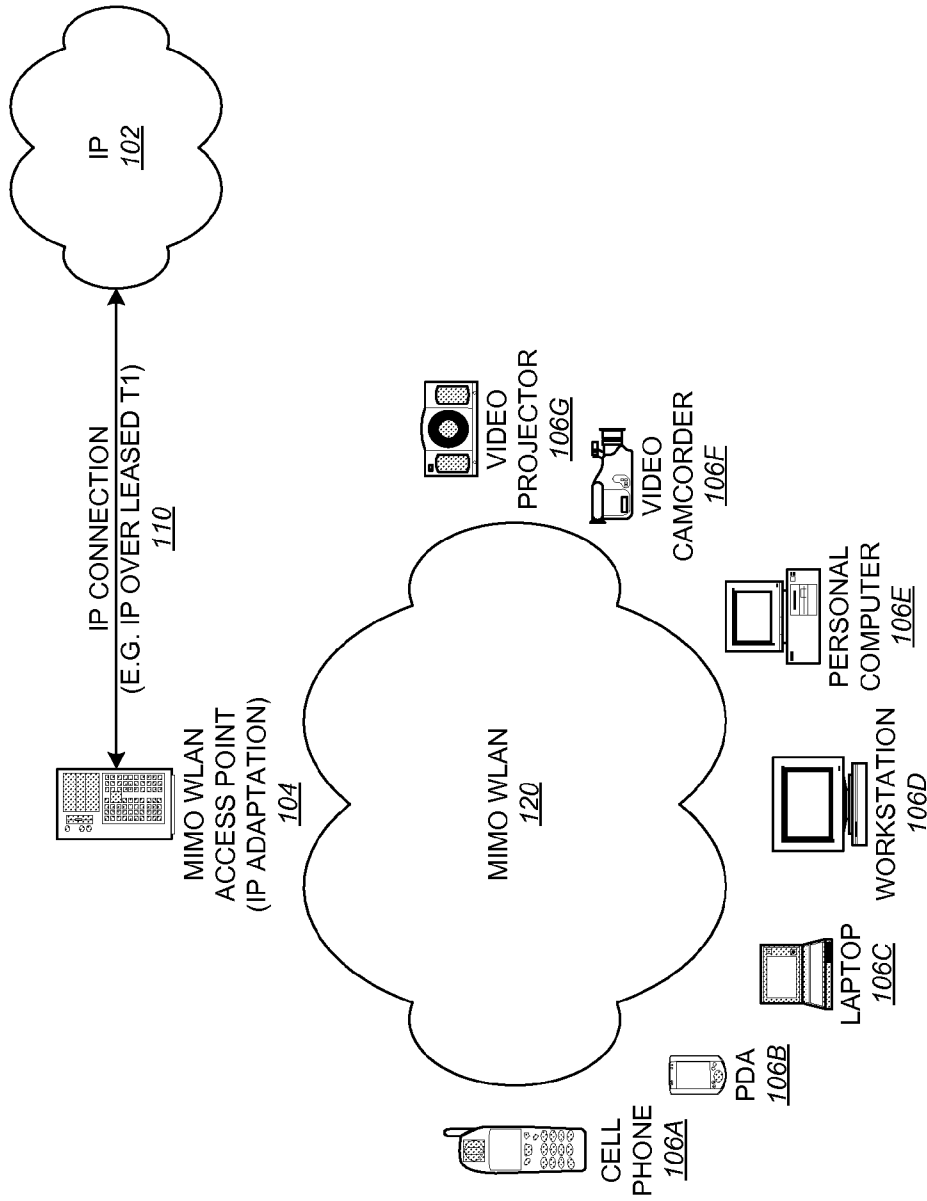 IP
102
IP CONNECTION
(E.G. IP OVER LEASED T1)
110
MIMO WLAN
ACCESS POINT
(IP ADAPTATION)
104
MIMO WLAN
120
CELL
PHONE
106A
PDA
106B
LAPTOP
106C
WORKSTATION
106D
PERSONAL
COMPUTER
106E
VIDEO
CAMCORDER
106F
VIDEO
PROJECTOR
106G